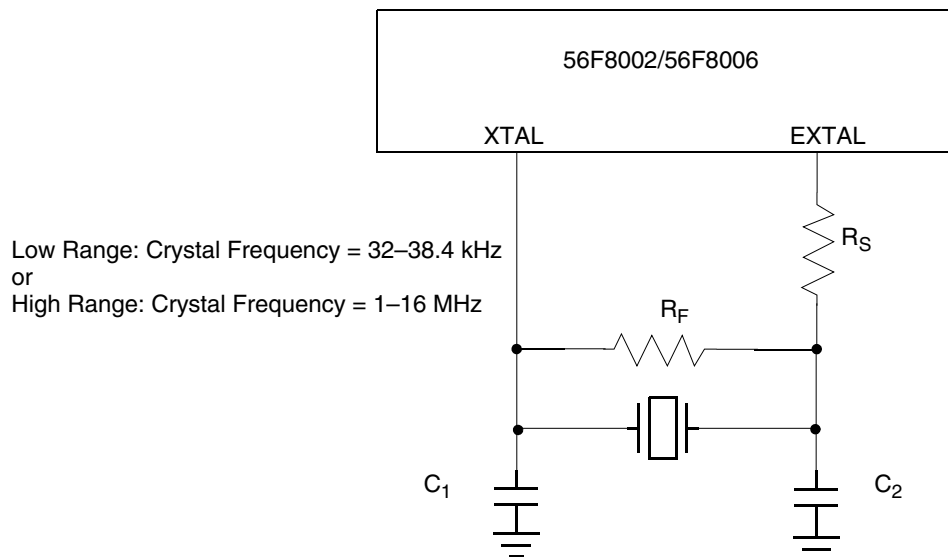 56F8002/56F8006
XTAL
EXTAL
Low Range: Crystal Frequency = 32–38.4 kHz
or
High Range: Crystal Frequency = 1–16 MHz
RS
RF
C1
C2